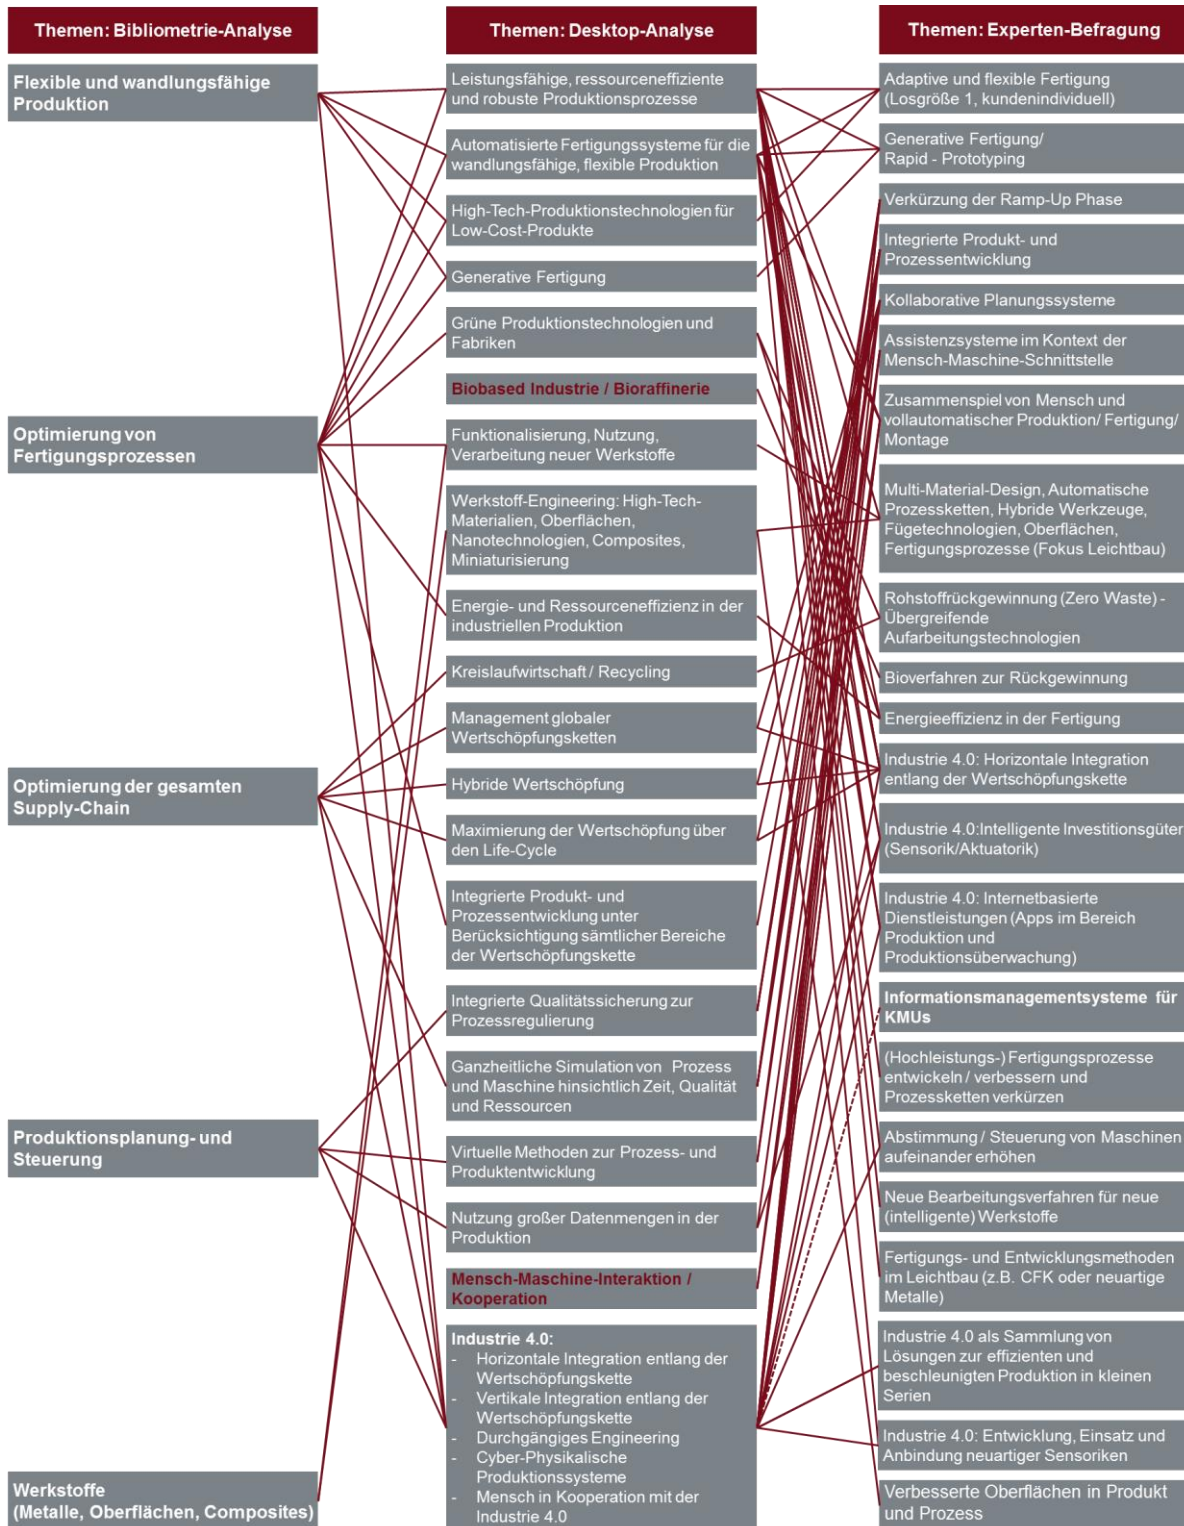 Themen: Bibliometrie-Analyse
Flexible und wandlungsfähige
Produktion
Optimierung von
Fertigungsprozessen
Optimierung der gesamten
Supply-Chain
Produktionsplanung- und
Steuerung
Werkstoffe
(Metalle, Oberflächen, Composites)
Themen: Desktop-Analyse
Leistungsfähige, ressourceneffiziente
und robuste Produktionsprozesse
Automatisierte Fertigungssysteme für die
wandlungsfähige, flexible Produktion
High-Tech-Produktionstechnologien für
Low-Cost-Produkte
Generative Fertigung
Grüne Produktionstechnologien und
Fabriken
Biobased Industrie / Bioraffinerie
Funktionalisierung, Nutzung,
Verarbeitung neuer Werkstoffe
Werkstoff-Engineering: High-Tech-
Materialien, Oberflächen,
Nanotechnologien, Composites,
Miniaturisierung
Energie- und Ressourceneffizienz in der
industriellen Produktion
Kreislaufwirtschaft / Recycling
Management globaler
Wertschöpfungsketten
Hybride Wertschöpfung
Maximierung der Wertschöpfung über
den Life-Cycle
Integrierte Produkt- und
Prozessentwicklung unter
Berücksichtigung sämtlicher Bereiche
der Wertschöpfungskette
Integrierte Qualitätssicherung zur
Prozessregulierung
Ganzheitliche Simulation von Prozess
und Maschine hinsichtlich Zeit, Qualität
und Ressourcen
Virtuelle Methoden zur Prozess- und
Produktentwicklung
Nutzung großer Datenmengen in der
Produktion
Mensch-Maschine-Interaktion /
Kooperation
Industrie 4.0:
- Horizontale Integration entlang der
Wertschöpfungskette
- Vertikale Integration entlang der
Wertschöpfungskette
- Durchgängiges Engineering
- Cyber-Physikalische
Produktionssysteme
- Mensch in Kooperation mit der
Industrie 4.0
Themen: Experten-Befragung
Adaptive und flexible Fertigung
(Losgröße 1, kundenindividuell)
Generative Fertigung/
Rapid - Prototyping
Verkürzung der Ramp-Up Phase
Integrierte Produkt- und
Prozessentwicklung
Kollaborative Planungssysteme
Assistenzsysteme im Kontext der
Mensch-Maschine-Schnittstelle
Zusammenspiel von Mensch und
vollautomatischer Produktion/ Fertigung/
Montage
Multi-Material-Design, Automatische
Prozessketten, Hybride Werkzeuge,
Fügetechnologien, Oberflächen,
Fertigungsprozesse (Fokus Leichtbau)
Rohstoffrückgewinnung (Zero Waste) -
Übergreifende
Aufarbeitungstechnologien
Bioverfahren zur Rückgewinnung
Energieeffizienz in der Fertigung
Industrie 4.0: Horizontale Integration
entlang der Wertschöpfungskette
Industrie 4.0:Intelligente Investitionsgüter
(Sensorik/Aktuatorik)
Industrie 4.0: Internetbasierte
Dienstleistungen (Apps im Bereich
Produktion und
Produktionsüberwachung)
Informationsmanagementsysteme für
KMUs
(Hochleistungs-) Fertigungsprozesse
entwickeln / verbessern und
Prozessketten verkürzen
Abstimmung / Steuerung von Maschinen
aufeinander erhöhen
Neue Bearbeitungsverfahren für neue
(intelligente) Werkstoffe
Fertigungs- und Entwicklungsmethoden
im Leichtbau (z.B. CFK oder neuartige
Metalle)
Industrie 4.0 als Sammlung von
Lösungen zur effizienten und
beschleunigten Produktion in kleinen
Serien
Industrie 4.0: Entwicklung, Einsatz und
Anbindung neuartiger Sensoriken
Verbesserte Oberflächen in Produkt
und Prozess